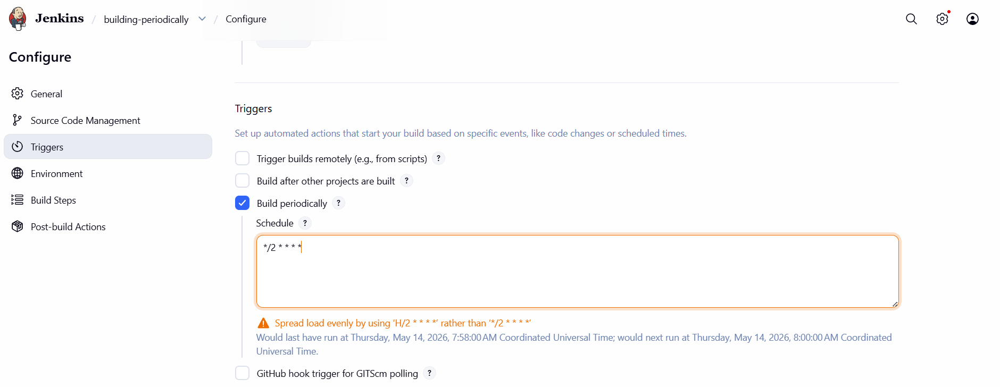 Jenkins / building-periodically / Configure
Configure
General
Source Code Management
Triggers
Environment
Build Steps
Post-build Actions
Triggers
Set up automated actions that start your build based on specific events, like code changes or scheduled times.
Trigger builds remotely (e.g., from scripts) ?
Build after other projects are built ?
Build periodically ?
Schedule ?
*/2 * * * *
Spread load evenly by using ‘H/2 * * * *’ rather than ‘*/2 * * * *’
Would last have run at Thursday, May 14, 2026, 7:58:00 AM Coordinated Universal Time; would next run at Thursday, May 14, 2026, 8:00:00 AM Coordinated
Universal Time.
GitHub hook trigger for GITScm polling ?